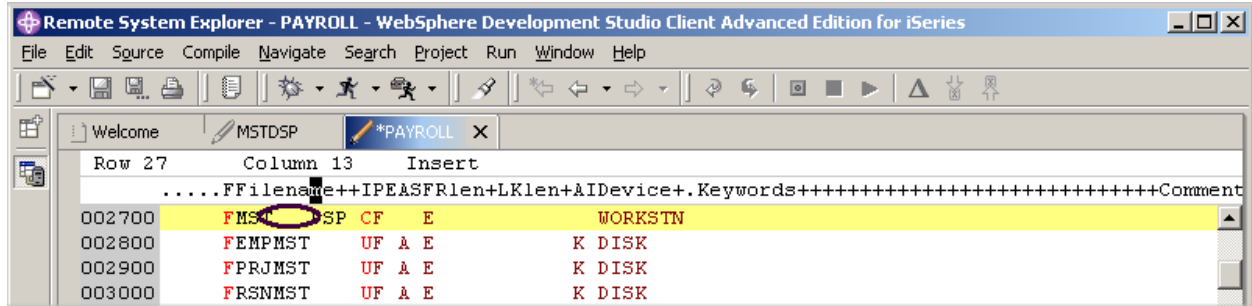 Remote System Explorer - PAYROLL - WebSphere Development Studio Client Advanced Edition for iSeries
File Edit Source Compile Navigate Search Project Run Window Help
Welcome MSTDSP *PAYROLL
Row 27 Column 13 Insert
.....FFilename++IPEASFRlen+LKlen+AIDevice+.Keywords+++++++++++++++++++++++++++++Comment
002700 FMST DSP CF E WORKSTN
002800 FEMPMST UF A E K DISK
002900 FPRJMST UF A E K DISK
003000 FRSNMST UF A E K DISK